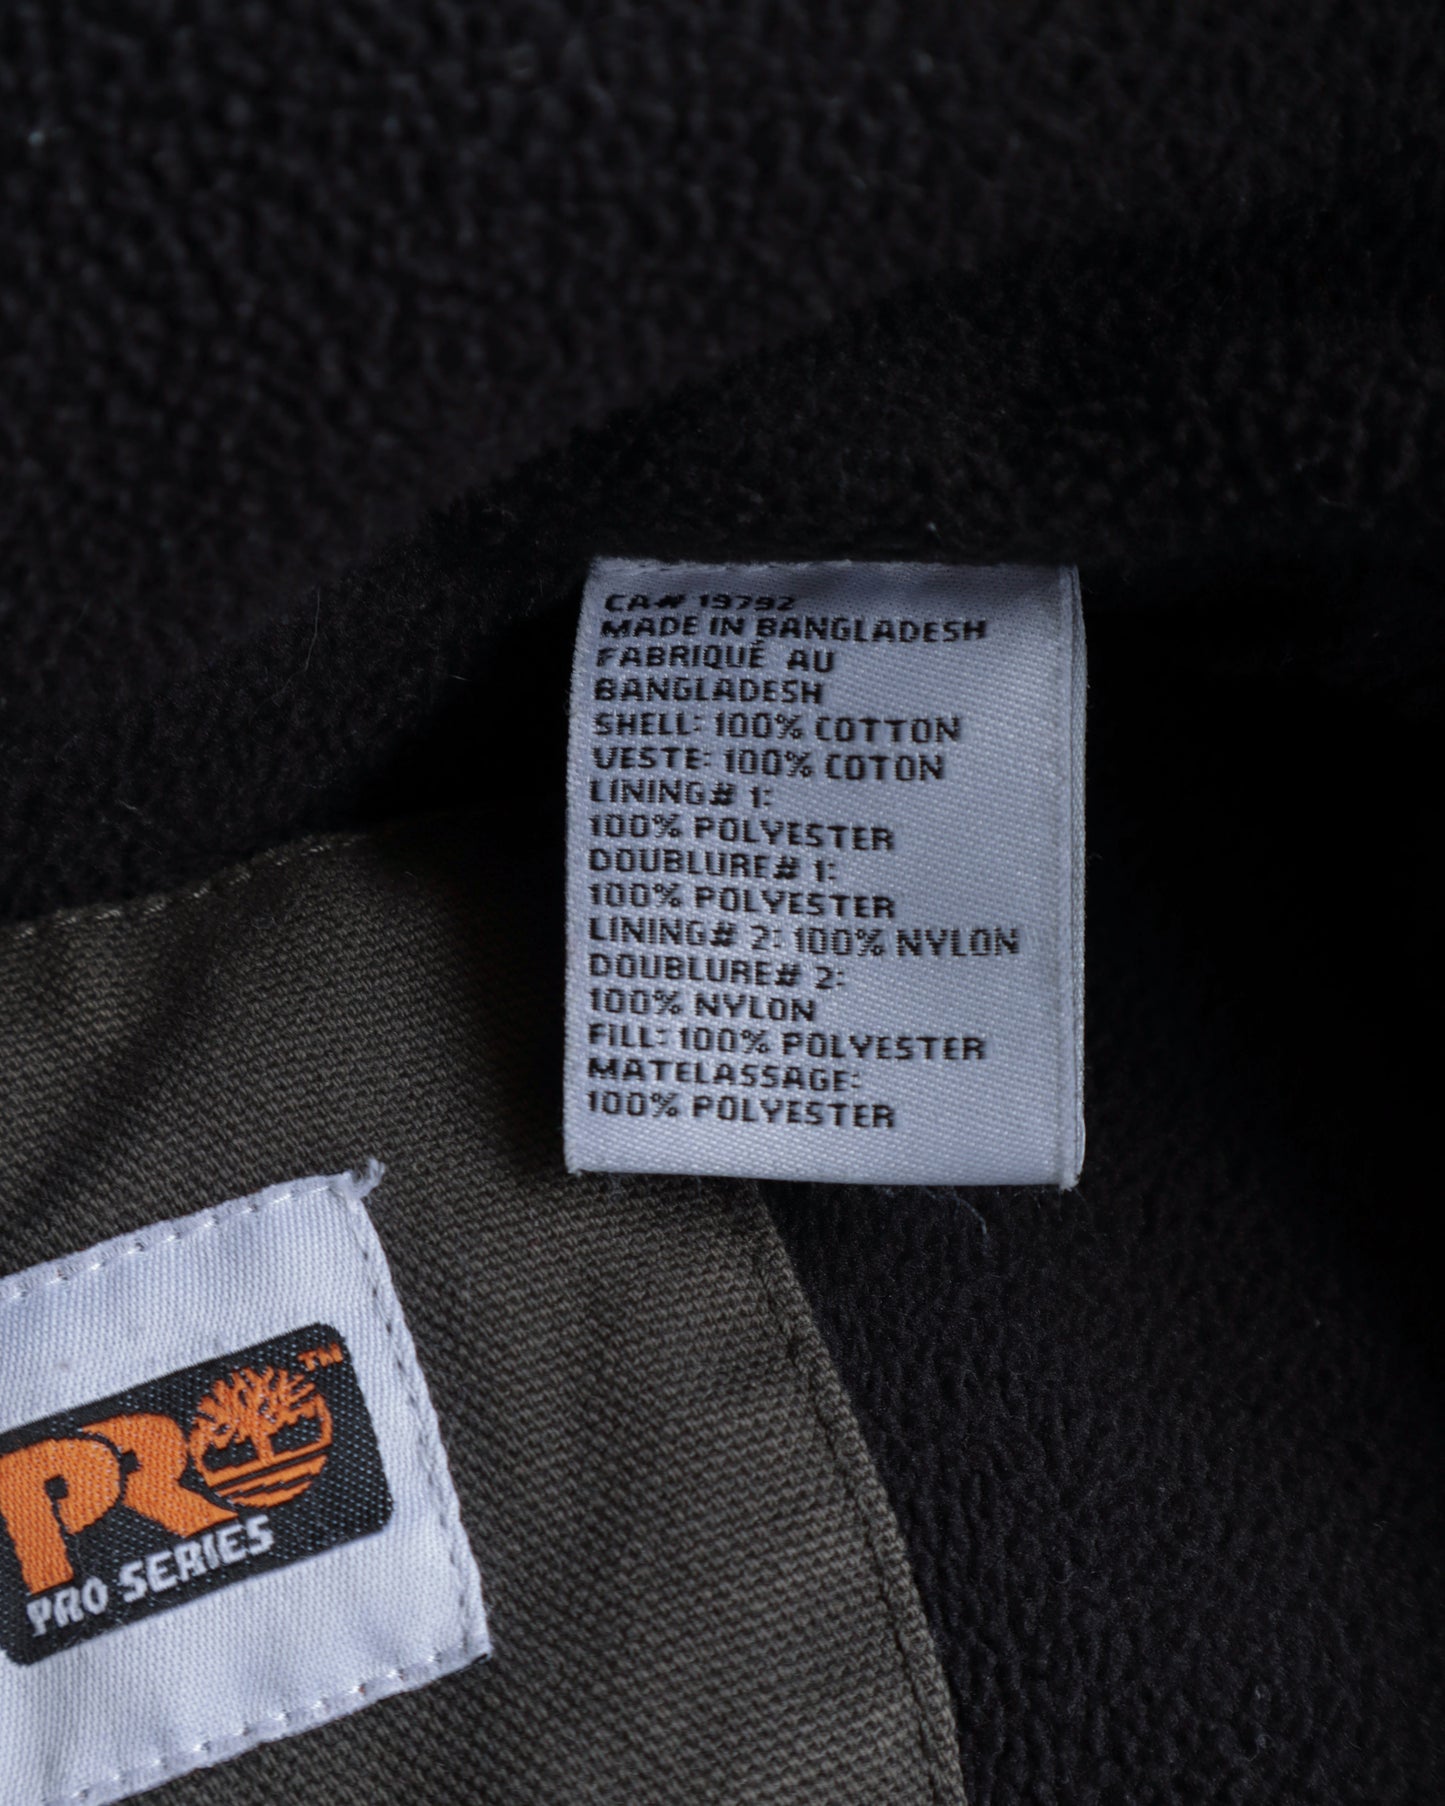 CA# 19792
MADE IN BANGLADESH
FABRIQUÉ AU
BANGLADESH
SHELL: 100% COTTON
VESTE: 100% COTON
LINING# 1:
100% POLYESTER
DOUBLURE# 1:
100% POLYESTER
LINING# 2: 100% NYLON
DOUBLURE# 2:
100% NYLON
FILL: 100% POLYESTER
MATELASSAGE:
100% POLYESTER
PRO™
PRO SERIES